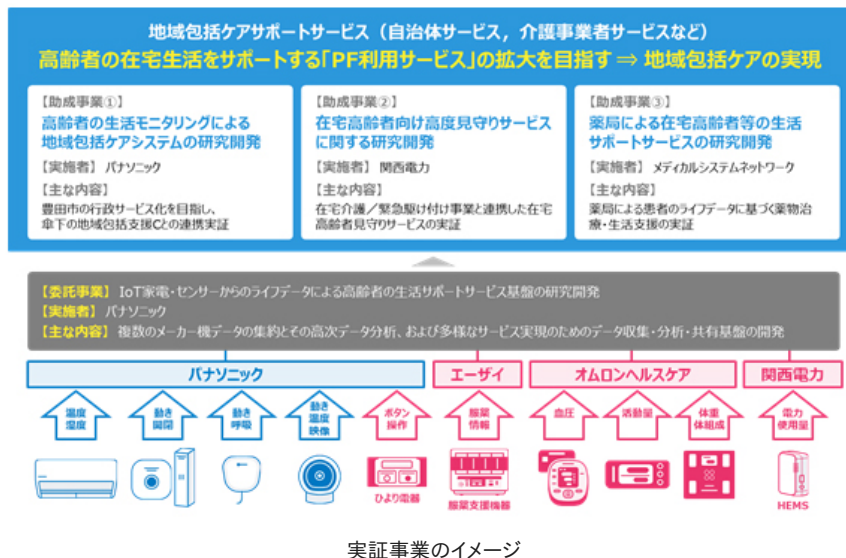 地域包括ケアサポートサービス（自治体サービス，介護事業者サービスなど）
高齢者の在宅生活をサポートする「PF利用サービス」の拡大を目指す ⇒ 地域包括ケアの実現
【助成事業①】
高齢者の生活モニタリングによる
地域包括ケアシステムの研究開発
【実施者】パナソニック
【主な内容】
豊田市の行政サービス化を目指し、
傘下の地域包括支援Cとの連携実証
【助成事業②】
在宅高齢者向け高度見守りサービス
に関する研究開発
【実施者】関西電力
【主な内容】
在宅介護／緊急駆け付け事業と連携した在宅
高齢者見守りサービスの実証
【助成事業③】
薬局による在宅高齢者等の生活
サポートサービスの研究開発
【実施者】メディカルシステムネットワーク
【主な内容】
薬局による患者のライフデータに基づく薬物治
療・生活支援の実証
【委託事業】IoT家電・センサーからのライフデータによる高齢者の生活サポートサービス基盤の研究開発
【実施者】パナソニック
【主な内容】複数のメーカー機データの集約とその高次データ分析、および多様なサービス実現のためのデータ収集・分析・共有基盤の開発
パナソニック
エーザイ
オムロンヘルスケア
関西電力
温度
湿度
動き
開閉
動き
呼吸
動き
温度
映像
ボタン
操作
服薬
情報
血圧
活動量
体重
体組成
電力
使用量
ひより電器
服薬支援機器
HEMS
実証事業のイメージ